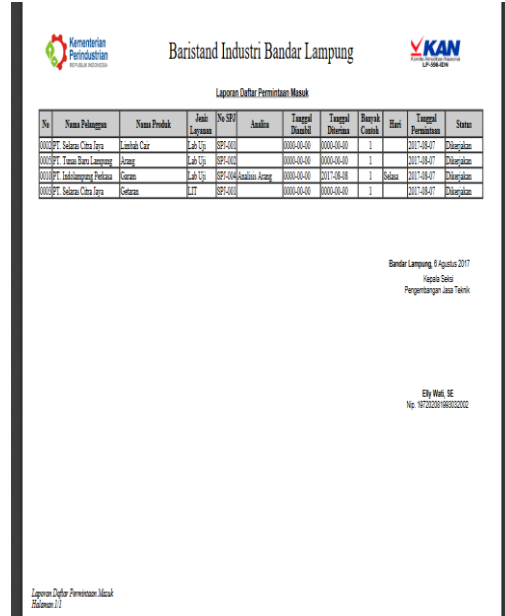 Kementerian
Perindustrian
REPUBLIK INDONESIA
Baristand Industri Bandar Lampung
KAN
Komite Akreditasi Nasional
LP-598-IDN
Laporan Daftar Permintaan Masuk
No Nama Pelanggan Nama Produk Jenis Layanan No SPJ Analisa Tanggal Diambil Tanggal Diterima Banyak Contoh Hari Tanggal Permintaan Status
0002 PT. Selaras Citra Jaya Limbah Cair Lab Uji SPJ-001 0000-00-00 0000-00-00 1 2017-08-07 Dikerjakan
PT. Tunas Baru Lampung Arang Lab Uji SPJ-002 0000-00-00 0000-00-00 1 2017-08-07 Dikerjakan
0010 PT. Indolampung Perkasa Garam Lab Uji SPJ-004 Analisis Arang 0000-00-00 2017-08-08 1 Selasa 2017-08-07 Dikerjakan
PT. Selaras Citra Jaya Getaran LIT SPJ-001 0000-00-00 0000-00-00 1 2017-08-07 Dikerjakan
Bandar Lampung, 6 Agustus 2017
Kepala Seksi
Pengembangan Jasa Teknik
Elly Wati, SE
Nip. 197202081993032002
Laporan Daftar Permintaan Masuk
Halaman 1/1